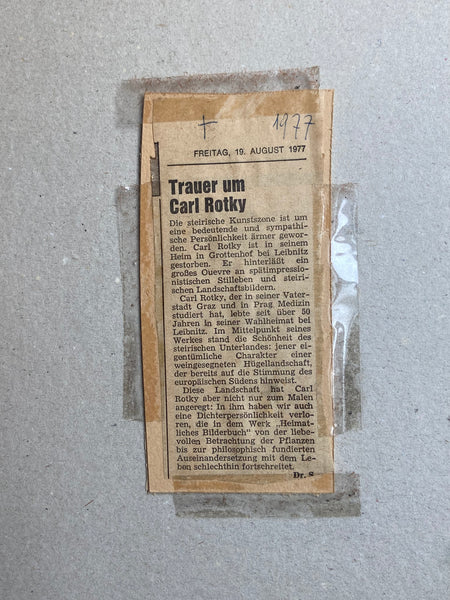 + 1977
FREITAG, 19. AUGUST 1977
Trauer um
Carl Rotky
Die steirische Kunstszene ist um
eine bedeutende und sympathi-
sche Persönlichkeit ärmer gewor-
den. Carl Rotky ist in seinem
Heim in Grottenhof bei Leibnitz
gestorben. Er hinterläßt ein
großes Ouevre an spätimpressio-
nistischen Stilleben und steiri-
schen Landschaftsbildern.
Carl Rotky, der in seiner Vater-
stadt Graz und in Prag Medizin
studiert hat, lebte seit über 50
Jahren in seiner Wahlheimat bei
Leibnitz. Im Mittelpunkt seines
Werkes stand die Schönheit des
steirischen Unterlandes: jener ei-
gentümliche Charakter einer
weingesegneten Hügellandschaft,
der bereits auf die Stimmung des
europäischen Südens hinweist.
Diese Landschaft hat Carl
Rotky aber nicht nur zum Malen
angeregt: In ihm haben wir auch
eine Dichterpersönlichkeit verlo-
ren, die in dem Werk „Heimat-
liches Bilderbuch" von der liebe-
vollen Betrachtung der Pflanzen
bis zur philosophisch fundierten
Auseinandersetzung mit dem Le-
ben schlechthin fortschreitet.
Dr. S